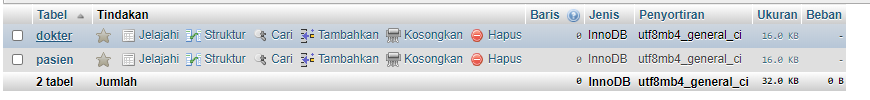 Tabel Tindakan Baris Jenis Penyortiran Ukuran Beban
dokter Jelajahi Struktur Cari Tambahkan Kosongkan Hapus 0 InnoDB utf8mb4_general_ci 16.0 KB -
pasien Jelajahi Struktur Cari Tambahkan Kosongkan Hapus 0 InnoDB utf8mb4_general_ci 16.0 KB -
2 tabel Jumlah 0 InnoDB utf8mb4_general_ci 32.0 KB 0 B